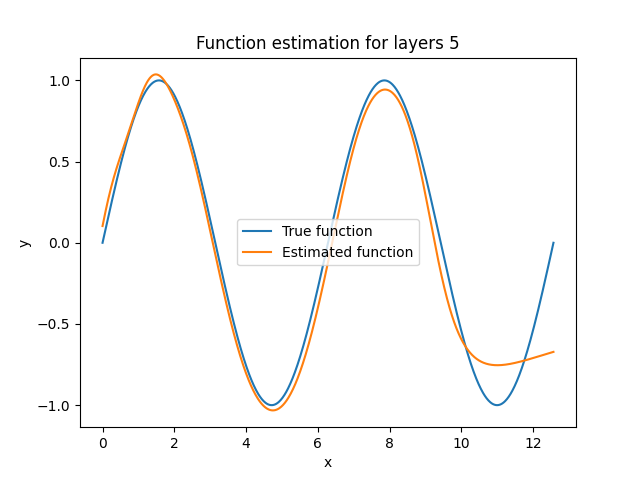 Function estimation for layers 5
1.0
0.5
0.0
−0.5
−1.0
y
True function
Estimated function
0
2
4
6
8
10
12
x